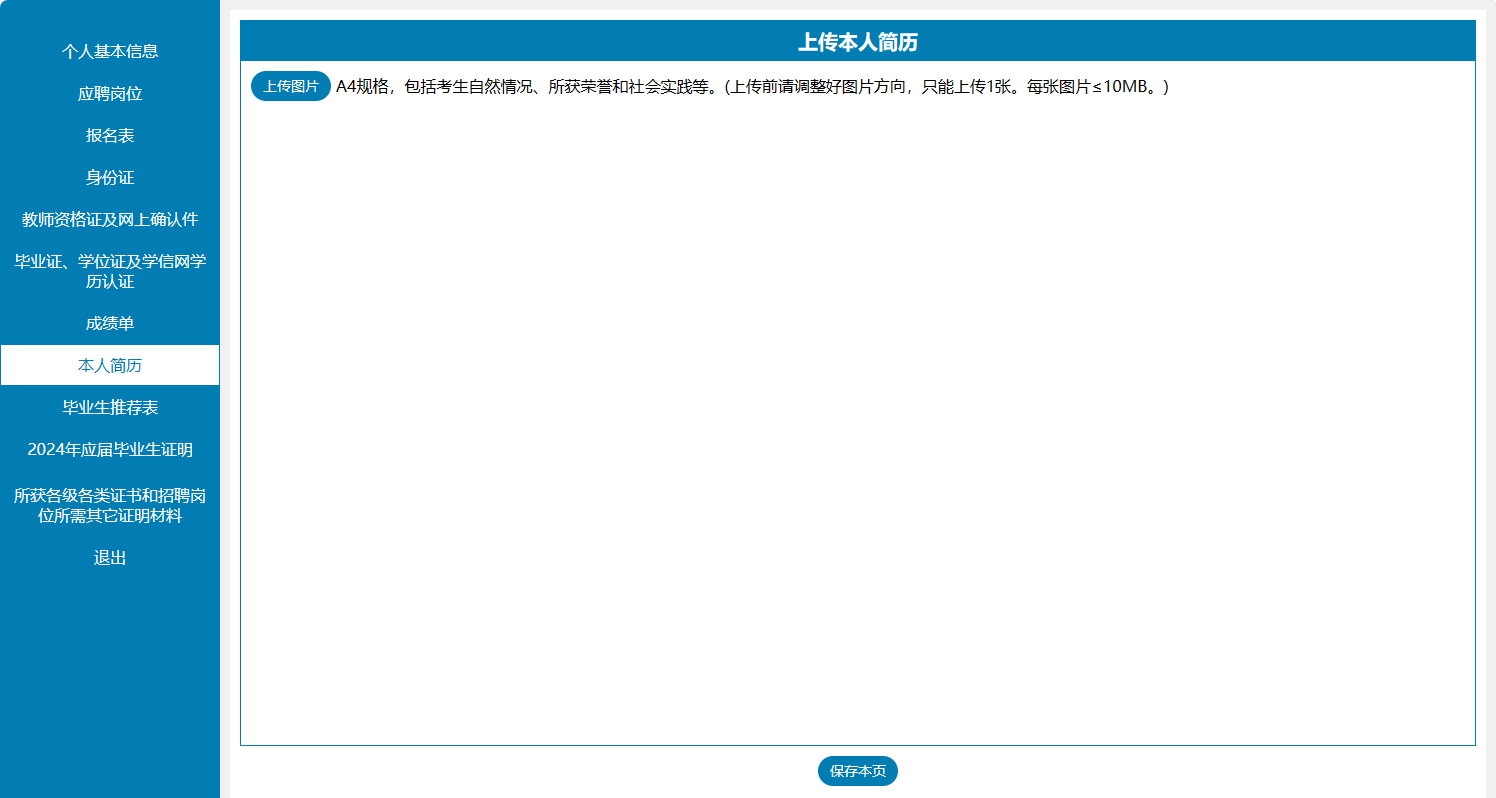 个人基本信息
应聘岗位
报名表
身份证
教师资格证及网上确认件
毕业证、学位证及学信网学
历认证
成绩单
本人简历
毕业生推荐表
2024年应届毕业生证明
所获各级各类证书和招聘岗
位所需其它证明材料
退出
上传本人简历
上传图片 A4规格，包括考生自然情况、所获荣誉和社会实践等。(上传前请调整好图片方向，只能上传1张。每张图片≤10MB。)
保存本页